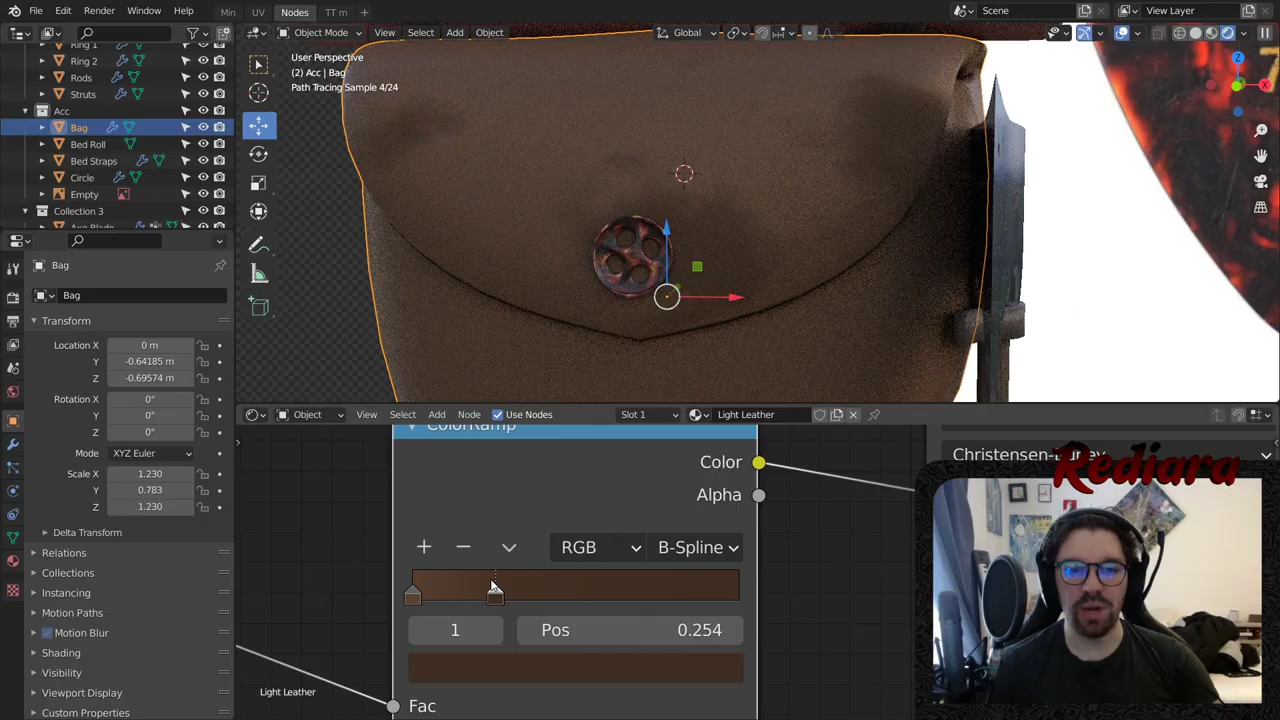 File Edit Render Window Help Min UV Nodes TT m + Scene View Layer
Object Mode View Select Add Object Global
User Perspective
(2) Acc | Bag
Path Tracing Sample 4/24
Ring 1
Ring 2
Rods
Struts
Acc
Bag
Bed Roll
Bed Straps
Circle
Empty
Collection 3
Axe Blade
Bag
Bag
Transform
Location X 0 m
Y -0.64185 m
Z -0.69574 m
Rotation X 0°
Y 0°
Z 0°
Mode XYZ Euler
Scale X 1.230
Y 0.783
Z 1.230
Delta Transform
Relations
Collections
Instancing
Motion Paths
Motion Blur
Shading
Visibility
Viewport Display
Custom Properties
Z
X
Object View Select Add Node Use Nodes Slot 1 Light Leather
ColorRamp
Color
Alpha
+ − RGB B-Spline
1 Pos 0.254
Fac
Light Leather
Christensen-Burley
Rediara